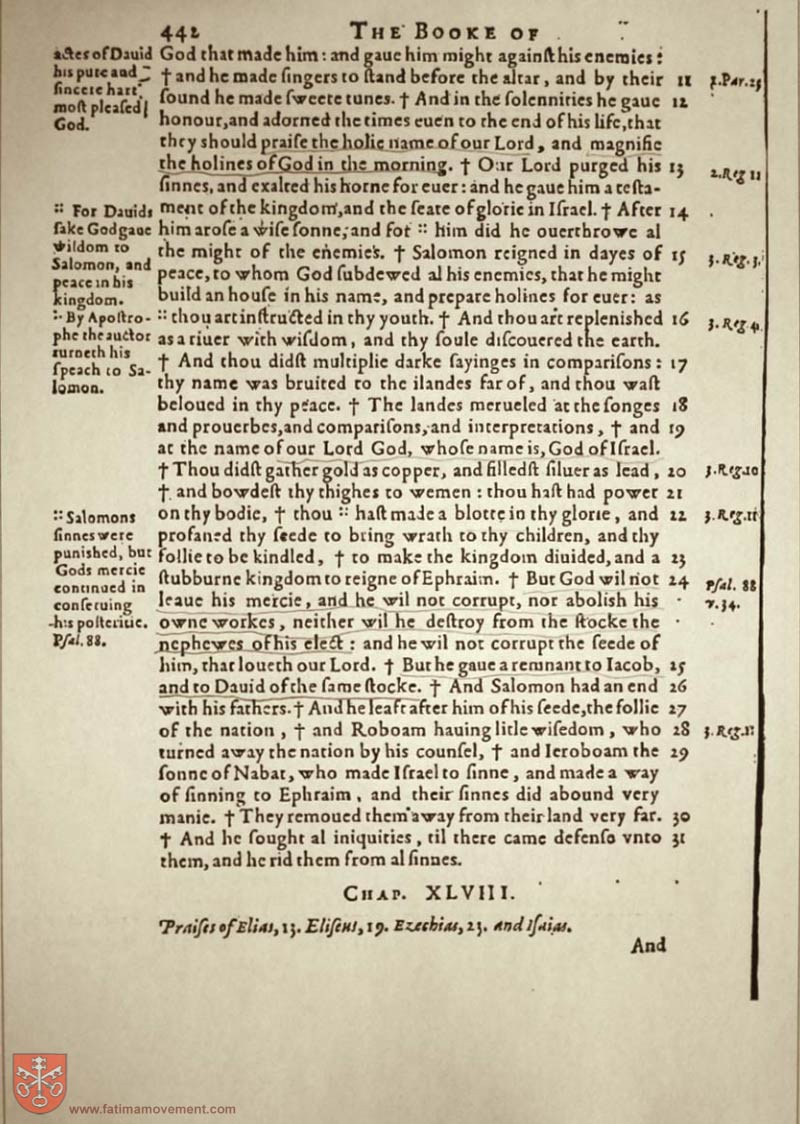 442 THE BOOKE OF
actes of Dauid
his pure and
sincere hart
most pleased
God.
God that made him: and gaue him might againſt his enemies:
† and he made ſingers to ſtand before the altar, and by their 11 1.Par.25
ſound he made ſweete tunes. † And in the ſolennities he gaue 12
honour, and adorned the times euen to the end of his life, that
they should praiſe the holie name of our Lord, and magnifie
the holines of God in the morning. † Our Lord purged his 13 2.Reg 12
ſinnes, and exalted his horne for euer: and he gaue him a teſta-
ment of the kingdom, and the ſeate of glorie in Iſrael. † After 14
him aroſe a wiſe ſonne, and for :: him did he ouerthrowe al
the might of the enemies. † Salomon reigned in dayes of 15 3.Reg.3.
peace, to whom God ſubdewed al his enemies, that he might
build an houſe in his name, and prepare holines for euer: as
:: thou art inſtructed in thy youth. † And thou art replenished 16 3.Reg 4.
as a riuer with wiſdom, and thy ſoule diſcouered the earth.
† And thou didſt multiplie darke ſayinges in compariſons: 17
thy name was bruited to the ilandes far of, and thou waſt
beloued in thy peace. † The landes merueled at the ſonges 18
and prouerbes, and compariſons, and interpretations, † and 19
at the name of our Lord God, whoſe name is, God of Iſrael.
† Thou didſt gather gold as copper, and filledſt ſiluer as lead, 20 3.Reg.10
† and bowdeſt thy thighes to wemen: thou haſt had power 21
on thy bodie, † thou :: haſt made a blotte in thy glorie, and 22 3.Reg.11
profaned thy ſeede to bring wrath to thy children, and thy
follie to be kindled, † to make the kingdom diuided, and a 23
ſtubburne kingdom to reigne of Ephraim. † But God wil not 24 Pſal. 88
leaue his mercie, and he wil not corrupt, nor abolish his v.34.
owne workes, neither wil he deſtroy from the ſtocke the
nephewes of his elect: and he wil not corrupt the ſeede of
him, that loueth our Lord. † But he gaue a remnant to Iacob, 25
and to Dauid of the ſame ſtocke. † And Salomon had an end 26
with his fathers. † And he leaft after him of his ſeede, the follie 27
of the nation, † and Roboam hauing litle wiſedom, who 28 3.Reg.12
turned away the nation by his counſel, † and Ieroboam the 29
ſonne of Nabat, who made Iſrael to ſinne, and made a way
of ſinning to Ephraim, and their ſinnes did abound very
manie. † They remoued them away from their land very far. 30
† And he ſought al iniquities, til there came defenſe vnto 31
them, and he rid them from al ſinnes.
:: For Dauids
ſake God gaue
wiſdom to
Salomon, and
peace in his
kingdom.
:: By Apoſtro-
phe the auctor
turneth his
ſpeach to Sa-
lomon.
:: Salomons
ſinnes were
punished, but
Gods mercie
continued in
conſeruing
his poſteritie.
Pſal. 88.
CHAP. XLVIII.
Praiſes of Elias, 13. Eliſeus, 19. Ezechias, 23. and Iſaias.
And
www.fatimamovement.com